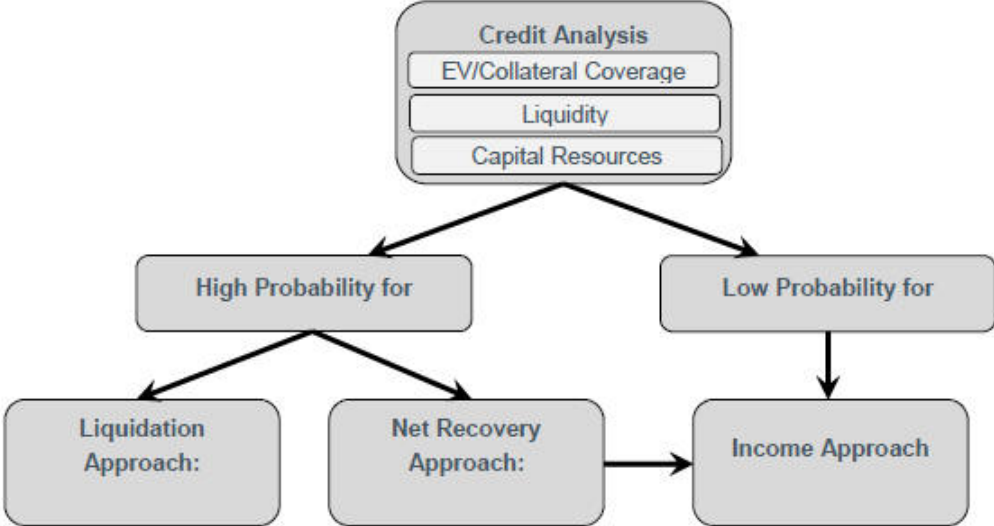 Credit Analysis
EV/Collateral Coverage
Liquidity
Capital Resources
High Probability for
Low Probability for
Liquidation
Approach:
Net Recovery
Approach:
Income Approach